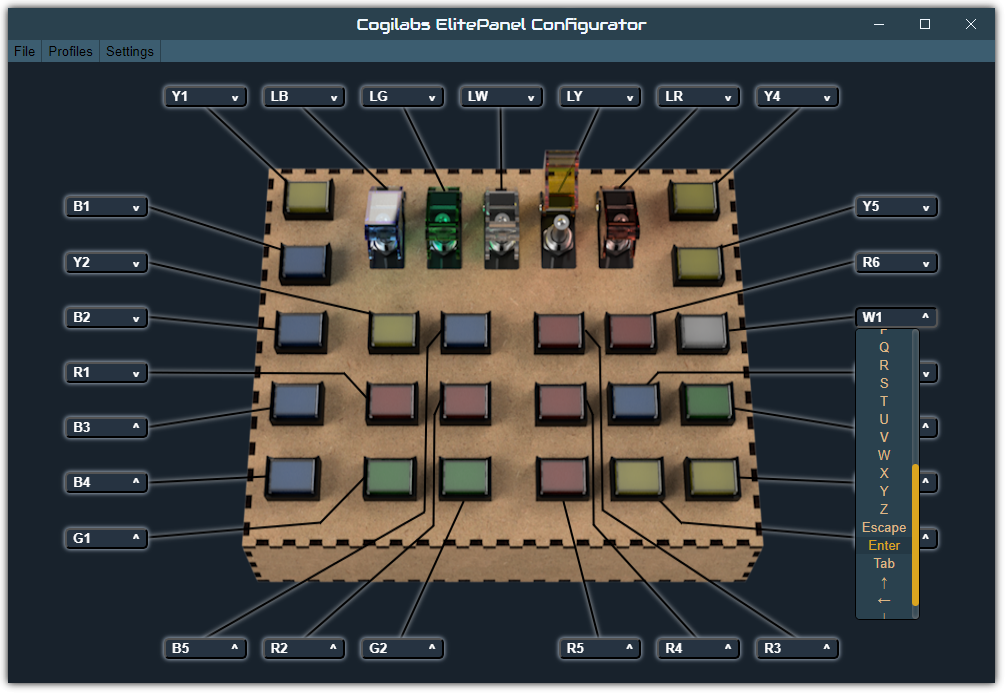 Cogilabs ElitePanel Configurator
File Profiles Settings
Y1 LB LG LW LY LR Y4
B1 Y5
Y2 R6
B2 W1
R1
B3
B4
G1
Q
R
S
T
U
V
W
X
Y
Z
Escape
Enter
Tab
↑
←
B5 R2 G2 R5 R4 R3